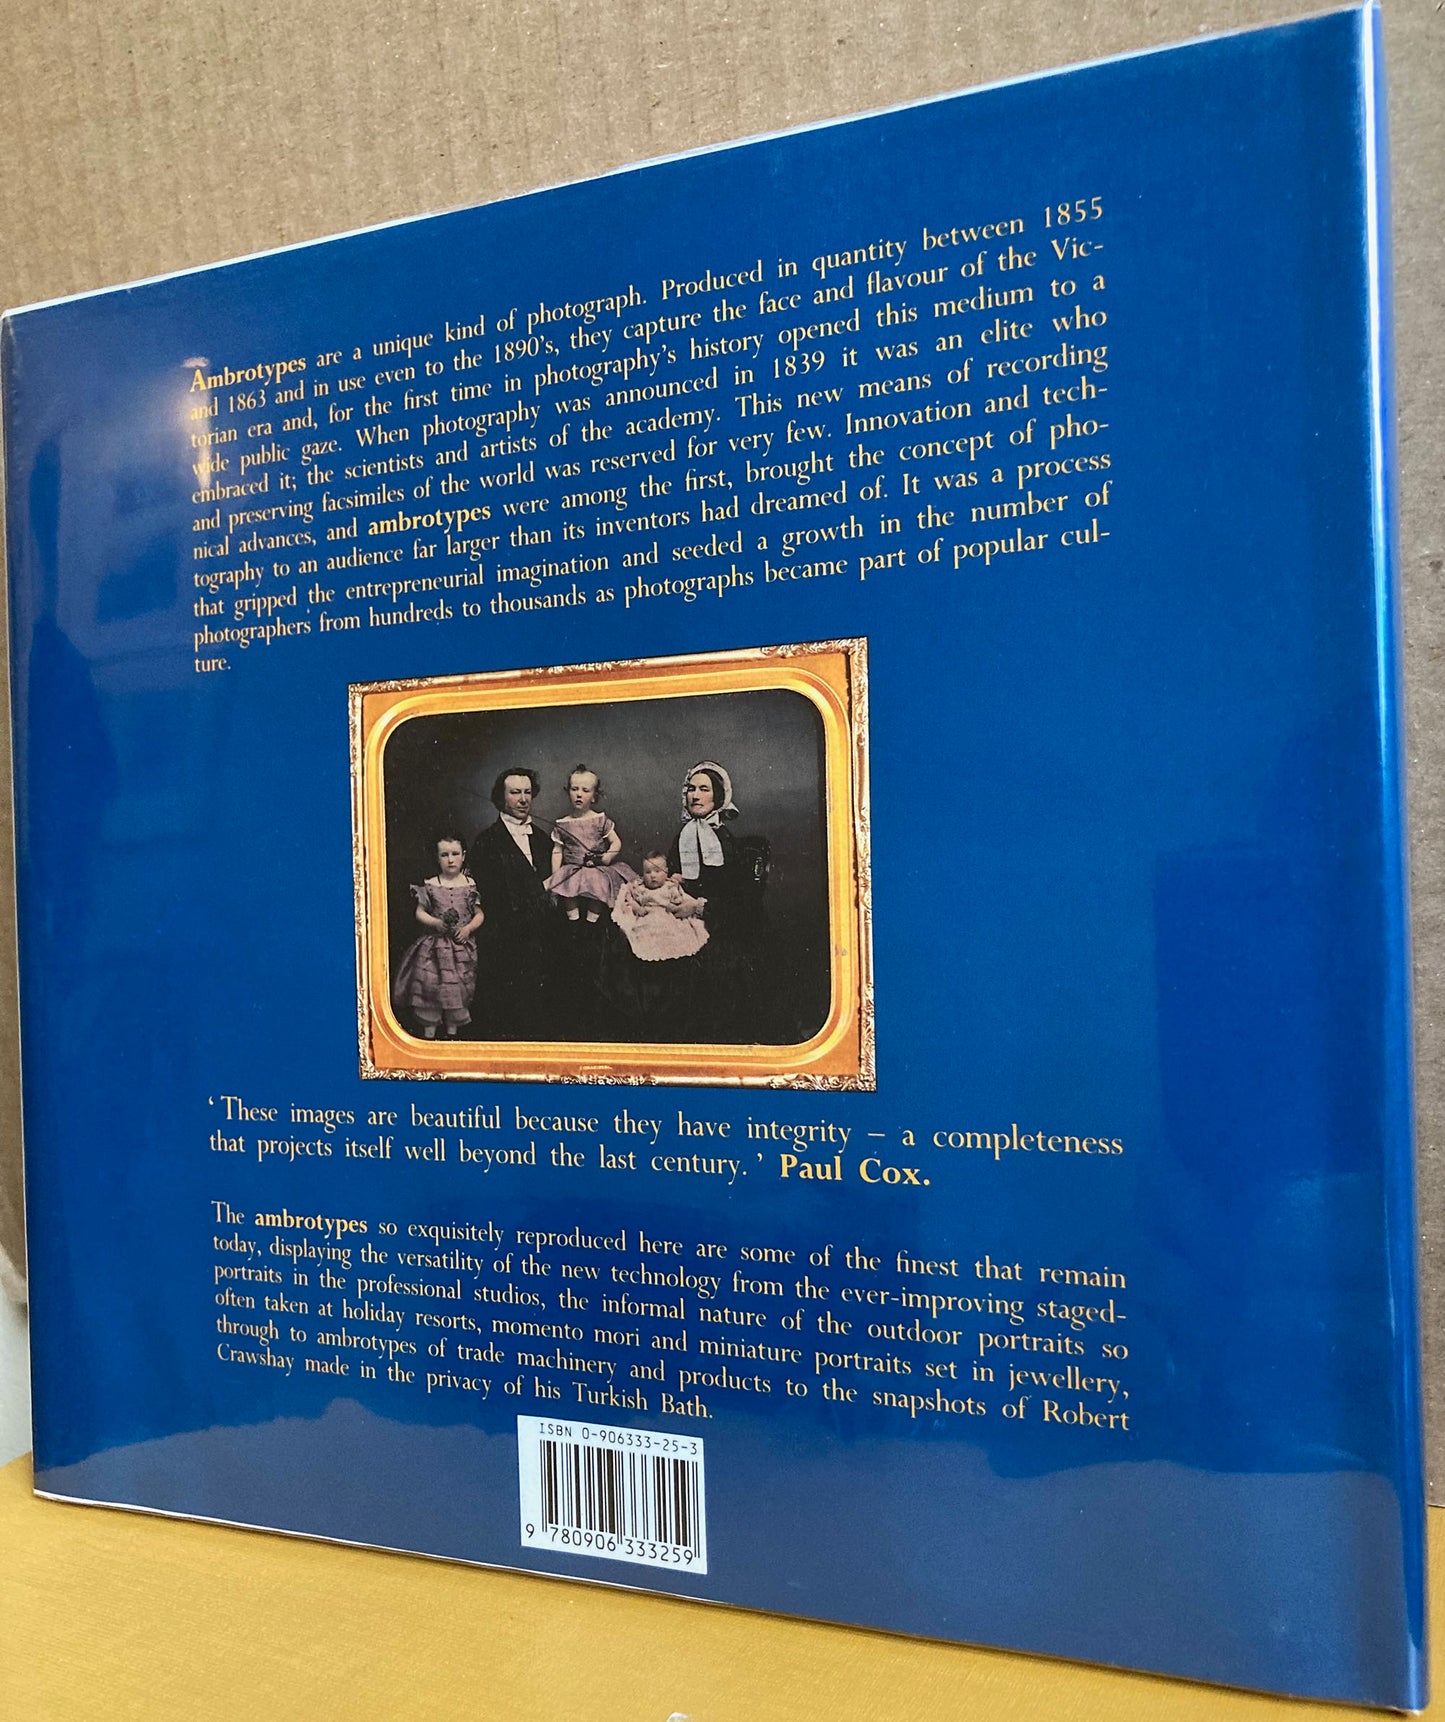 Ambrotypes are a unique kind of photograph. Produced in quantity between 1855
and 1863 and in use even to the 1890's, they capture the face and flavour of the Vic-
torian era and, for the first time in photography's history opened this medium to a
wide public gaze. When photography was announced in 1839 it was an elite who
embraced it; the scientists and artists of the academy. This new means of recording
and preserving facsimiles of the world was reserved for very few. Innovation and tech-
nical advances, and ambrotypes were among the first, brought the concept of pho-
tography to an audience far larger than its inventors had dreamed of. It was a process
that gripped the entrepreneurial imagination and seeded a growth in the number of
photographers from hundreds to thousands as photographs became part of popular cul-
ture.
‘ These images are beautiful because they have integrity – a completeness
that projects itself well beyond the last century. ’ Paul Cox.
The ambrotypes so exquisitely reproduced here are some of the finest that remain
today, displaying the versatility of the new technology from the ever-improving staged-
portraits in the professional studios, the informal nature of the outdoor portraits so
often taken at holiday resorts, momento mori and miniature portraits set in jewellery,
through to ambrotypes of trade machinery and products to the snapshots of Robert
Crawshay made in the privacy of his Turkish Bath.
ISBN 0-906333-25-3
9 780906 333259